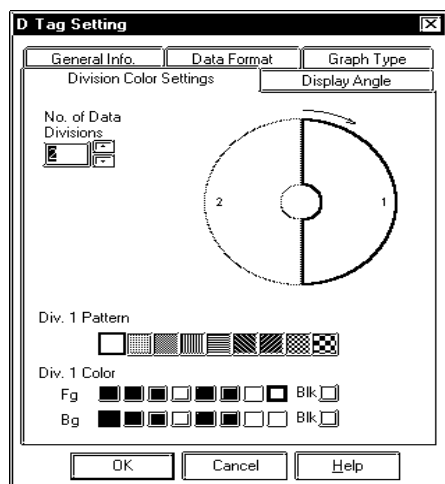 D Tag Setting
General Info. Data Format Graph Type
Division Color Settings Display Angle
No. of Data
Divisions
2
2 1
Div. 1 Pattern
Div. 1 Color
Fg Blk
Bg Blk
OK Cancel Help